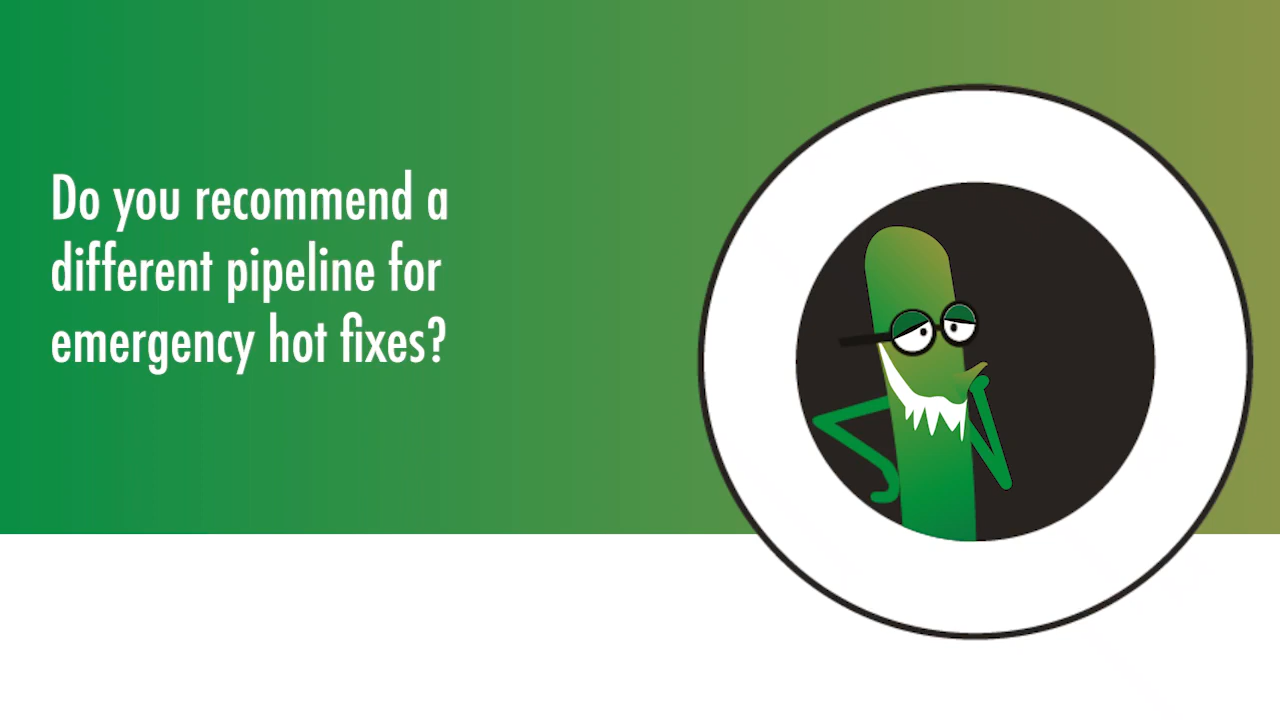 Do you recommend a
different pipeline for
emergency hot fixes?